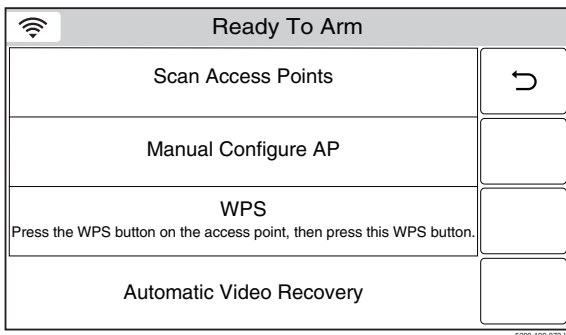 Ready To Arm
Scan Access Points
Manual Configure AP
WPS
Press the WPS button on the access point, then press this WPS button.
Automatic Video Recovery